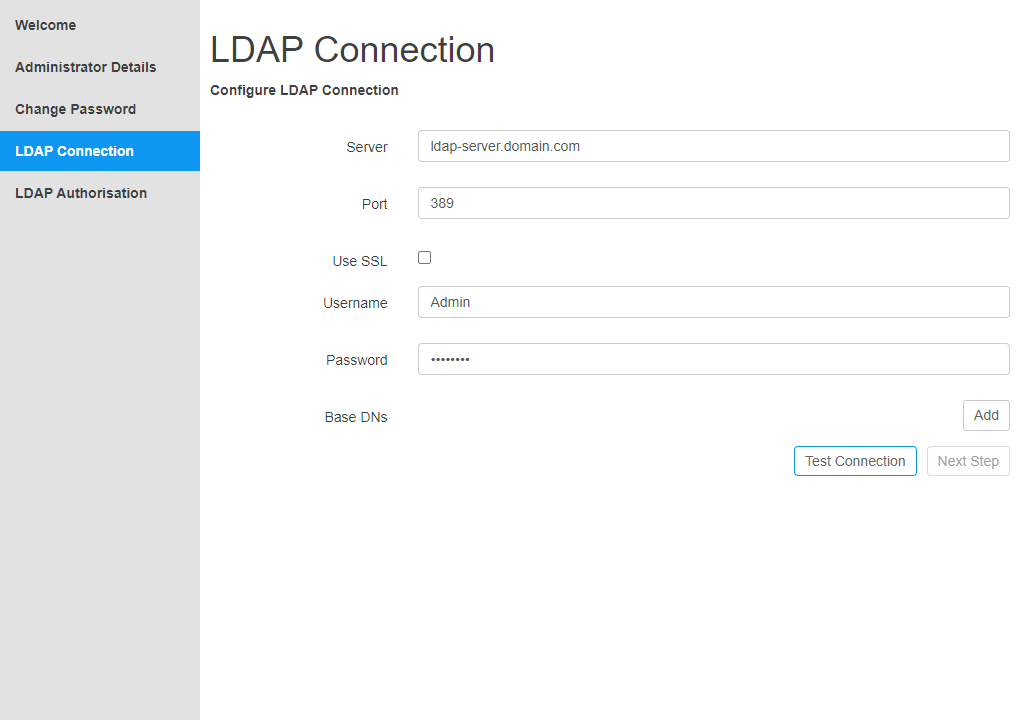 Welcome
Administrator Details
Change Password
LDAP Connection
LDAP Authorisation
LDAP Connection
Configure LDAP Connection
Server ldap-server.domain.com
Port 389
Use SSL
Username Admin
Password ••••••••
Base DNs Add
Test Connection Next Step